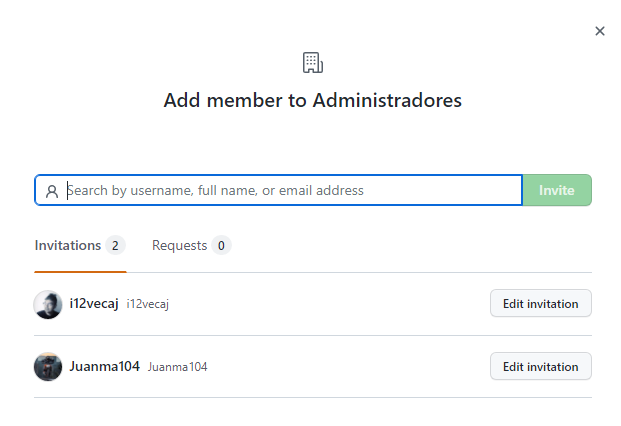 Add member to Administradores
Search by username, full name, or email address
Invite
Invitations 2 Requests 0
i12vecaj i12vecaj Edit invitation
Juanma104 Juanma104 Edit invitation